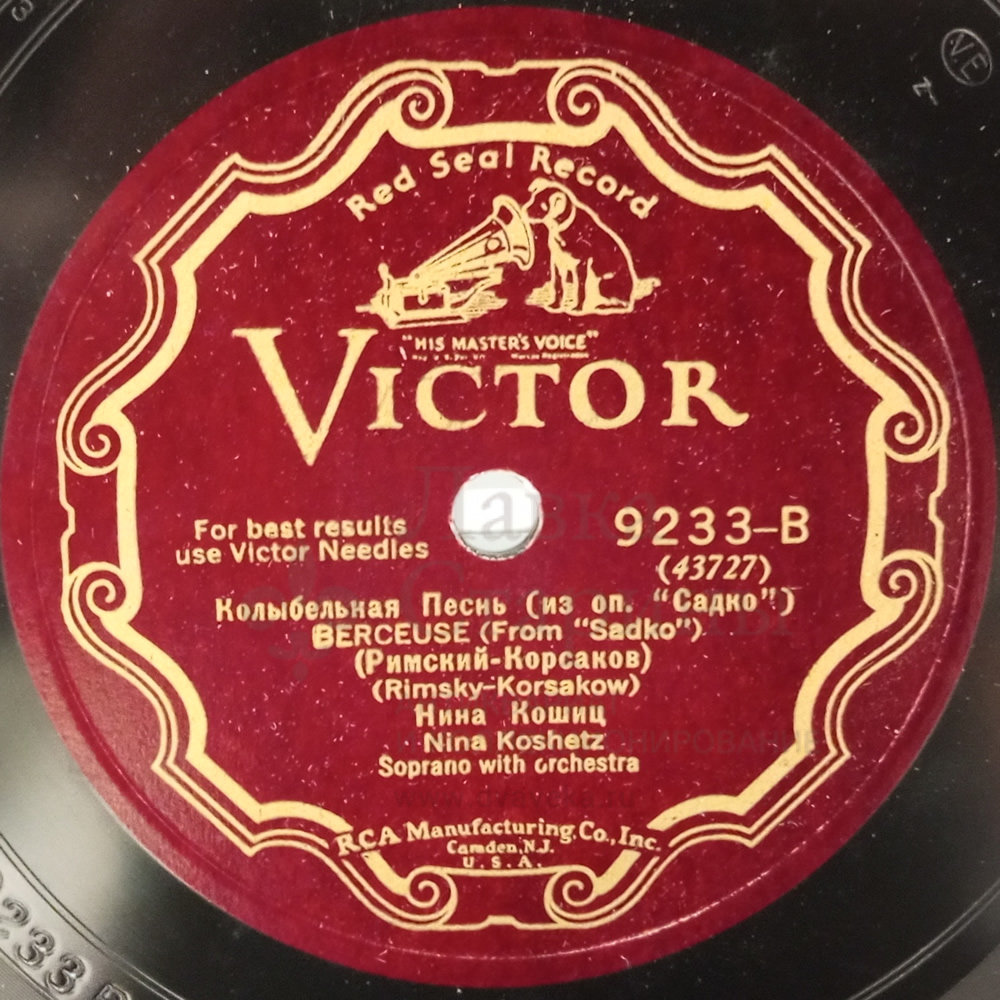 Red Seal Record
"HIS MASTER'S VOICE"
VICTOR
For best results
use Victor Needles
9233-B
(43727)
Колыбельная Песнь (из оп. "Садко")
BERCEUSE (From "Sadko")
(Римский-Корсаков)
(Rimsky-Korsakow)
Нина Кошиц
Nina Koshetz
Soprano with orchestra
RCA Manufacturing Co., Inc.
Camden, N.J.
U. S. A.
VE
Лавка